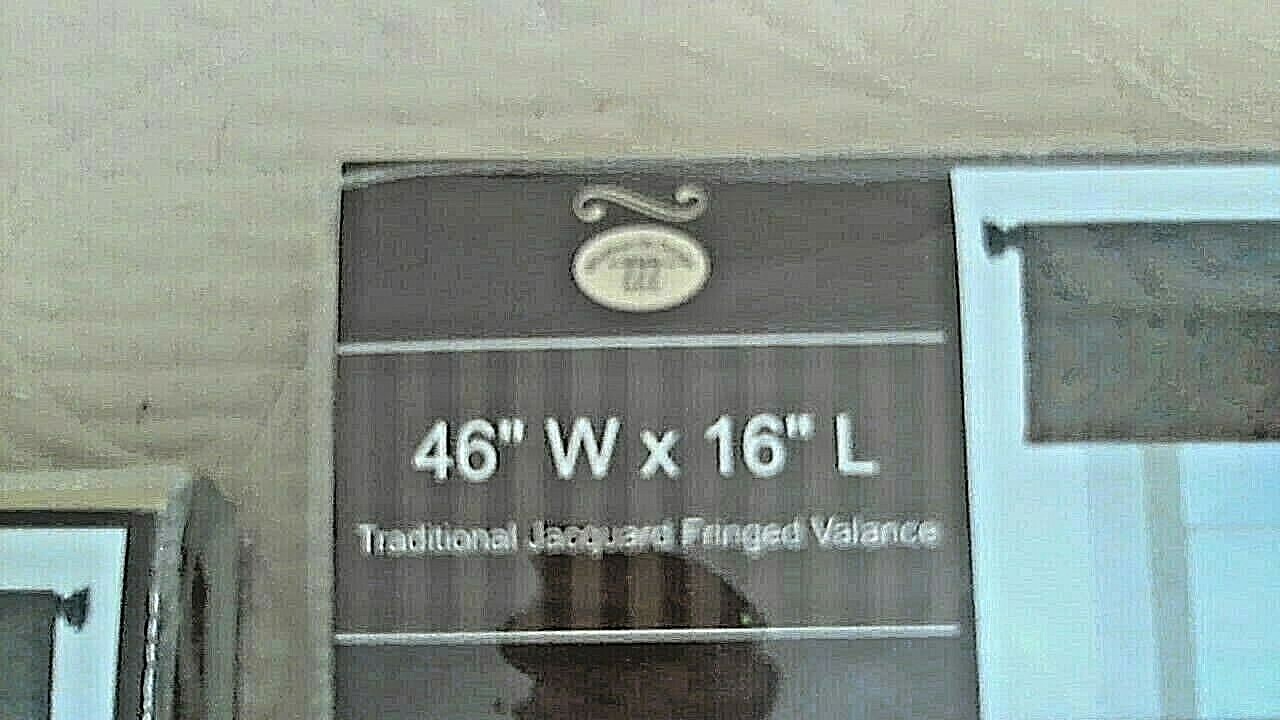 46" W x 16" L
Traditional Jacquard Fringed Valance